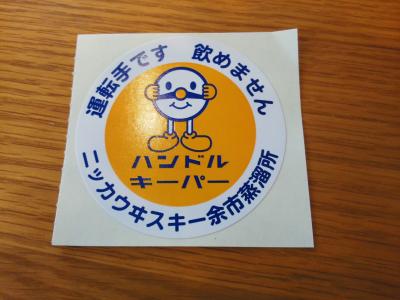 運転手です 飲めません
ハンドル
キーパー
ニッカウヰスキー余市蒸溜所